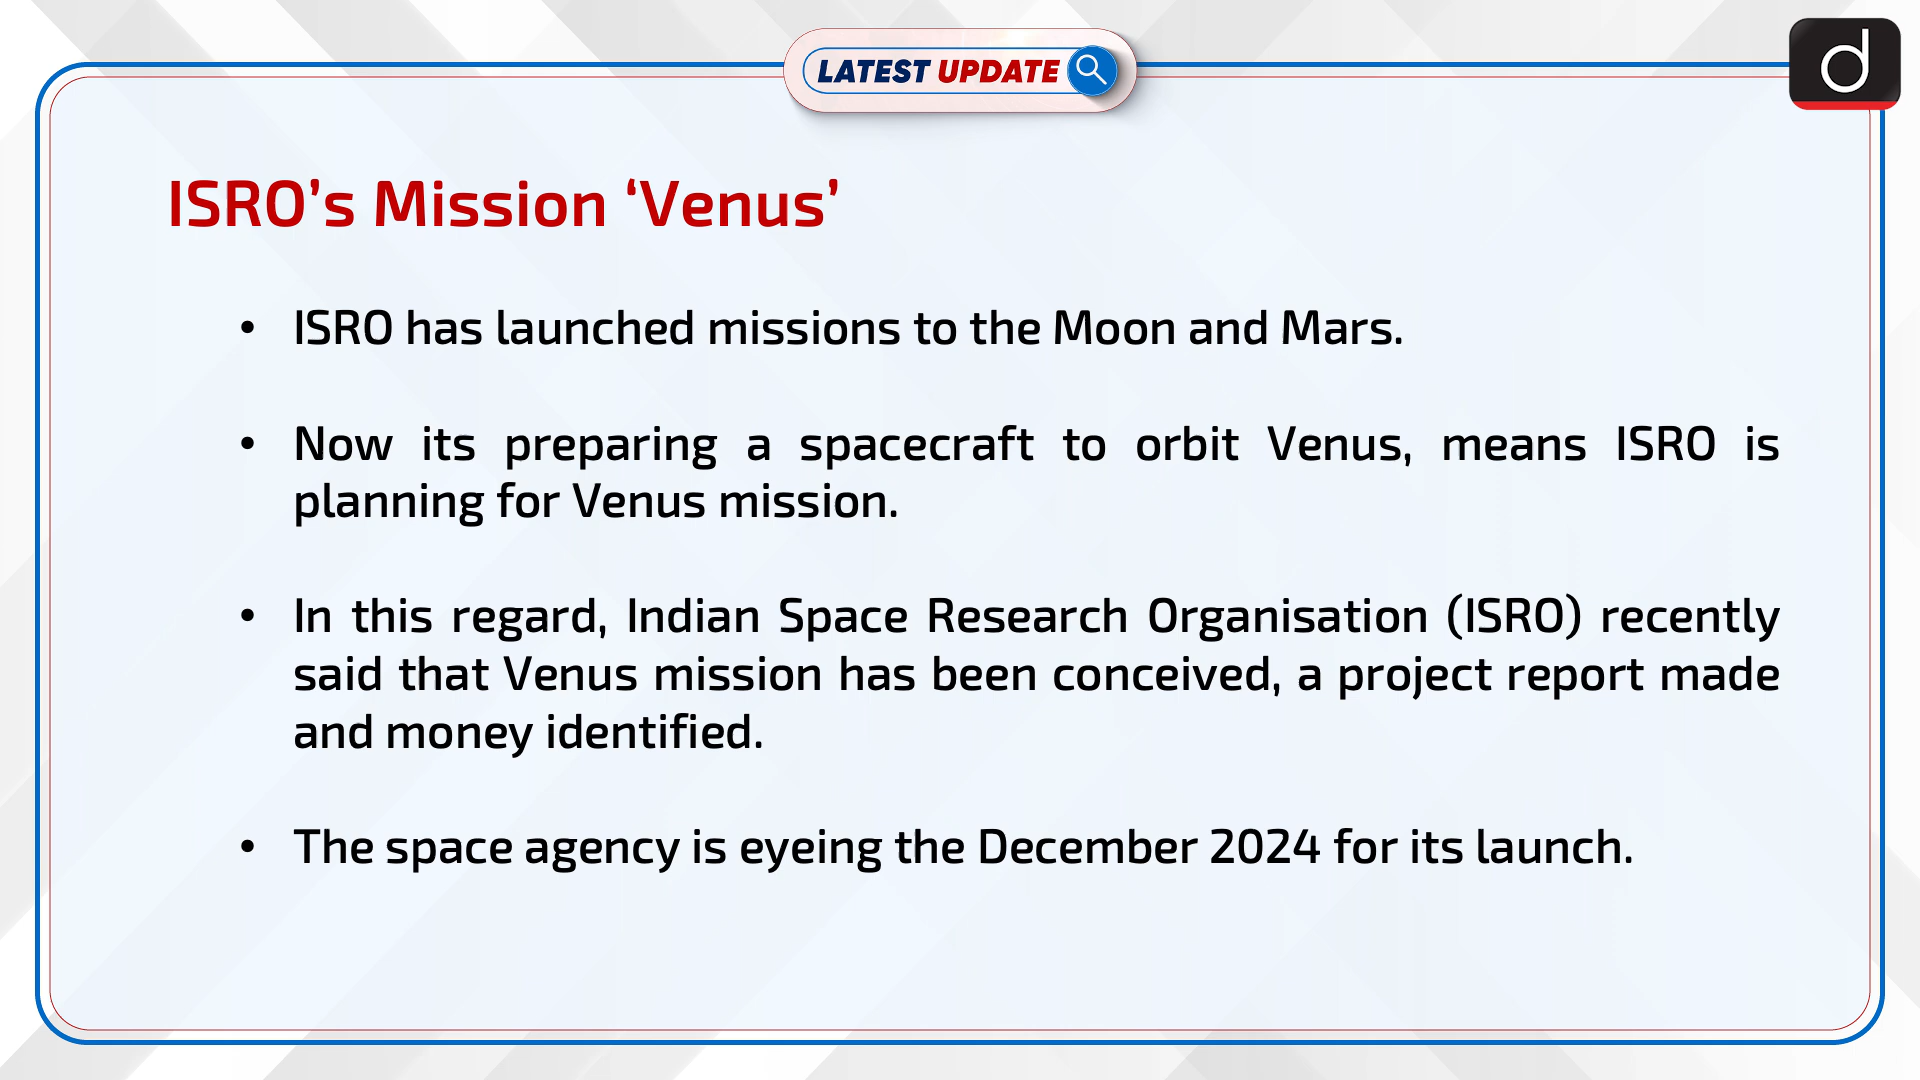 LATEST UPDATE
d
ISRO’s Mission ‘Venus’
• ISRO has launched missions to the Moon and Mars.
• Now its preparing a spacecraft to orbit Venus, means ISRO is
planning for Venus mission.
• In this regard, Indian Space Research Organisation (ISRO) recently
said that Venus mission has been conceived, a project report made
and money identified.
• The space agency is eyeing the December 2024 for its launch.